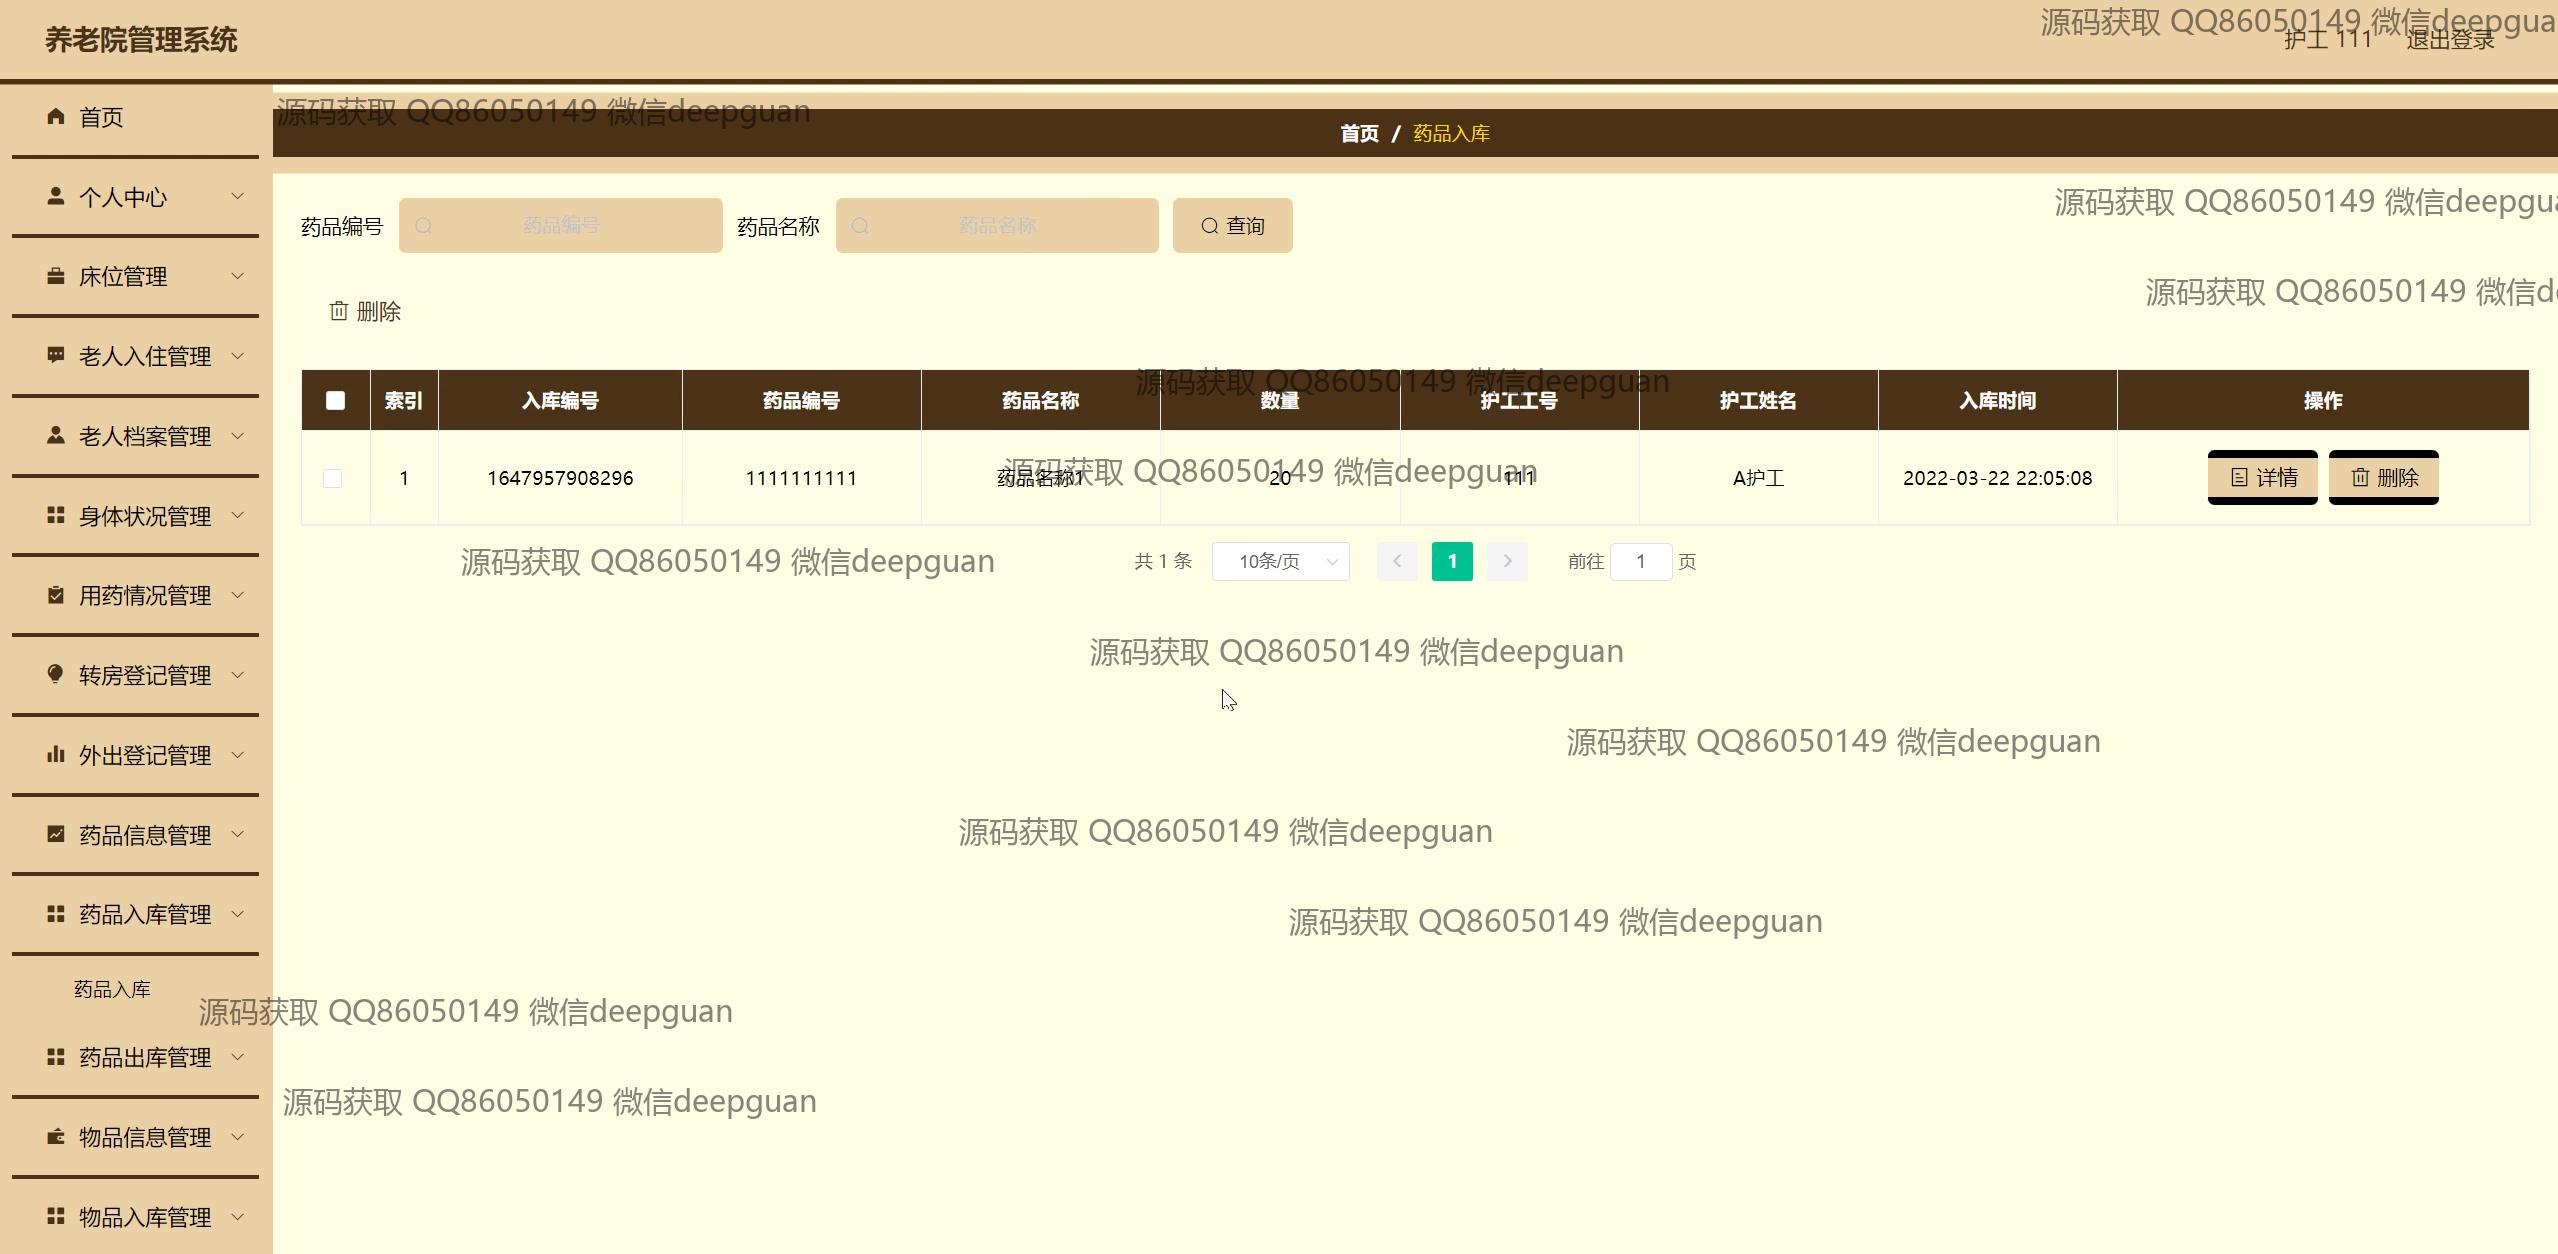 养老院管理系统
源码获取 QQ86050149 微信deepgua
护工 111 退出登录
首页
源码获取 QQ86050149 微信deepguan
首页 / 药品入库
个人中心
源码获取 QQ86050149 微信deepgua
药品编号 药品编号 药品名称 药品名称 查询
床位管理
源码获取 QQ86050149 微信de
删除
老人入住管理
源码获取 QQ86050149 微信deepguan
索引 入库编号 药品编号 药品名称 数量 护工工号 护工姓名 入库时间 操作
老人档案管理
源码获取 QQ86050149 微信deepguan
1 1647957908296 1111111111 药品名称1 20 111 A护工 2022-03-22 22:05:08 详情 删除
身体状况管理
源码获取 QQ86050149 微信deepguan
共 1 条 10条/页 1 前往 1 页
用药情况管理
源码获取 QQ86050149 微信deepguan
转房登记管理
源码获取 QQ86050149 微信deepguan
外出登记管理
源码获取 QQ86050149 微信deepguan
药品信息管理
源码获取 QQ86050149 微信deepguan
药品入库管理
药品入库
源码获取 QQ86050149 微信deepguan
药品出库管理
源码获取 QQ86050149 微信deepguan
物品信息管理
物品入库管理